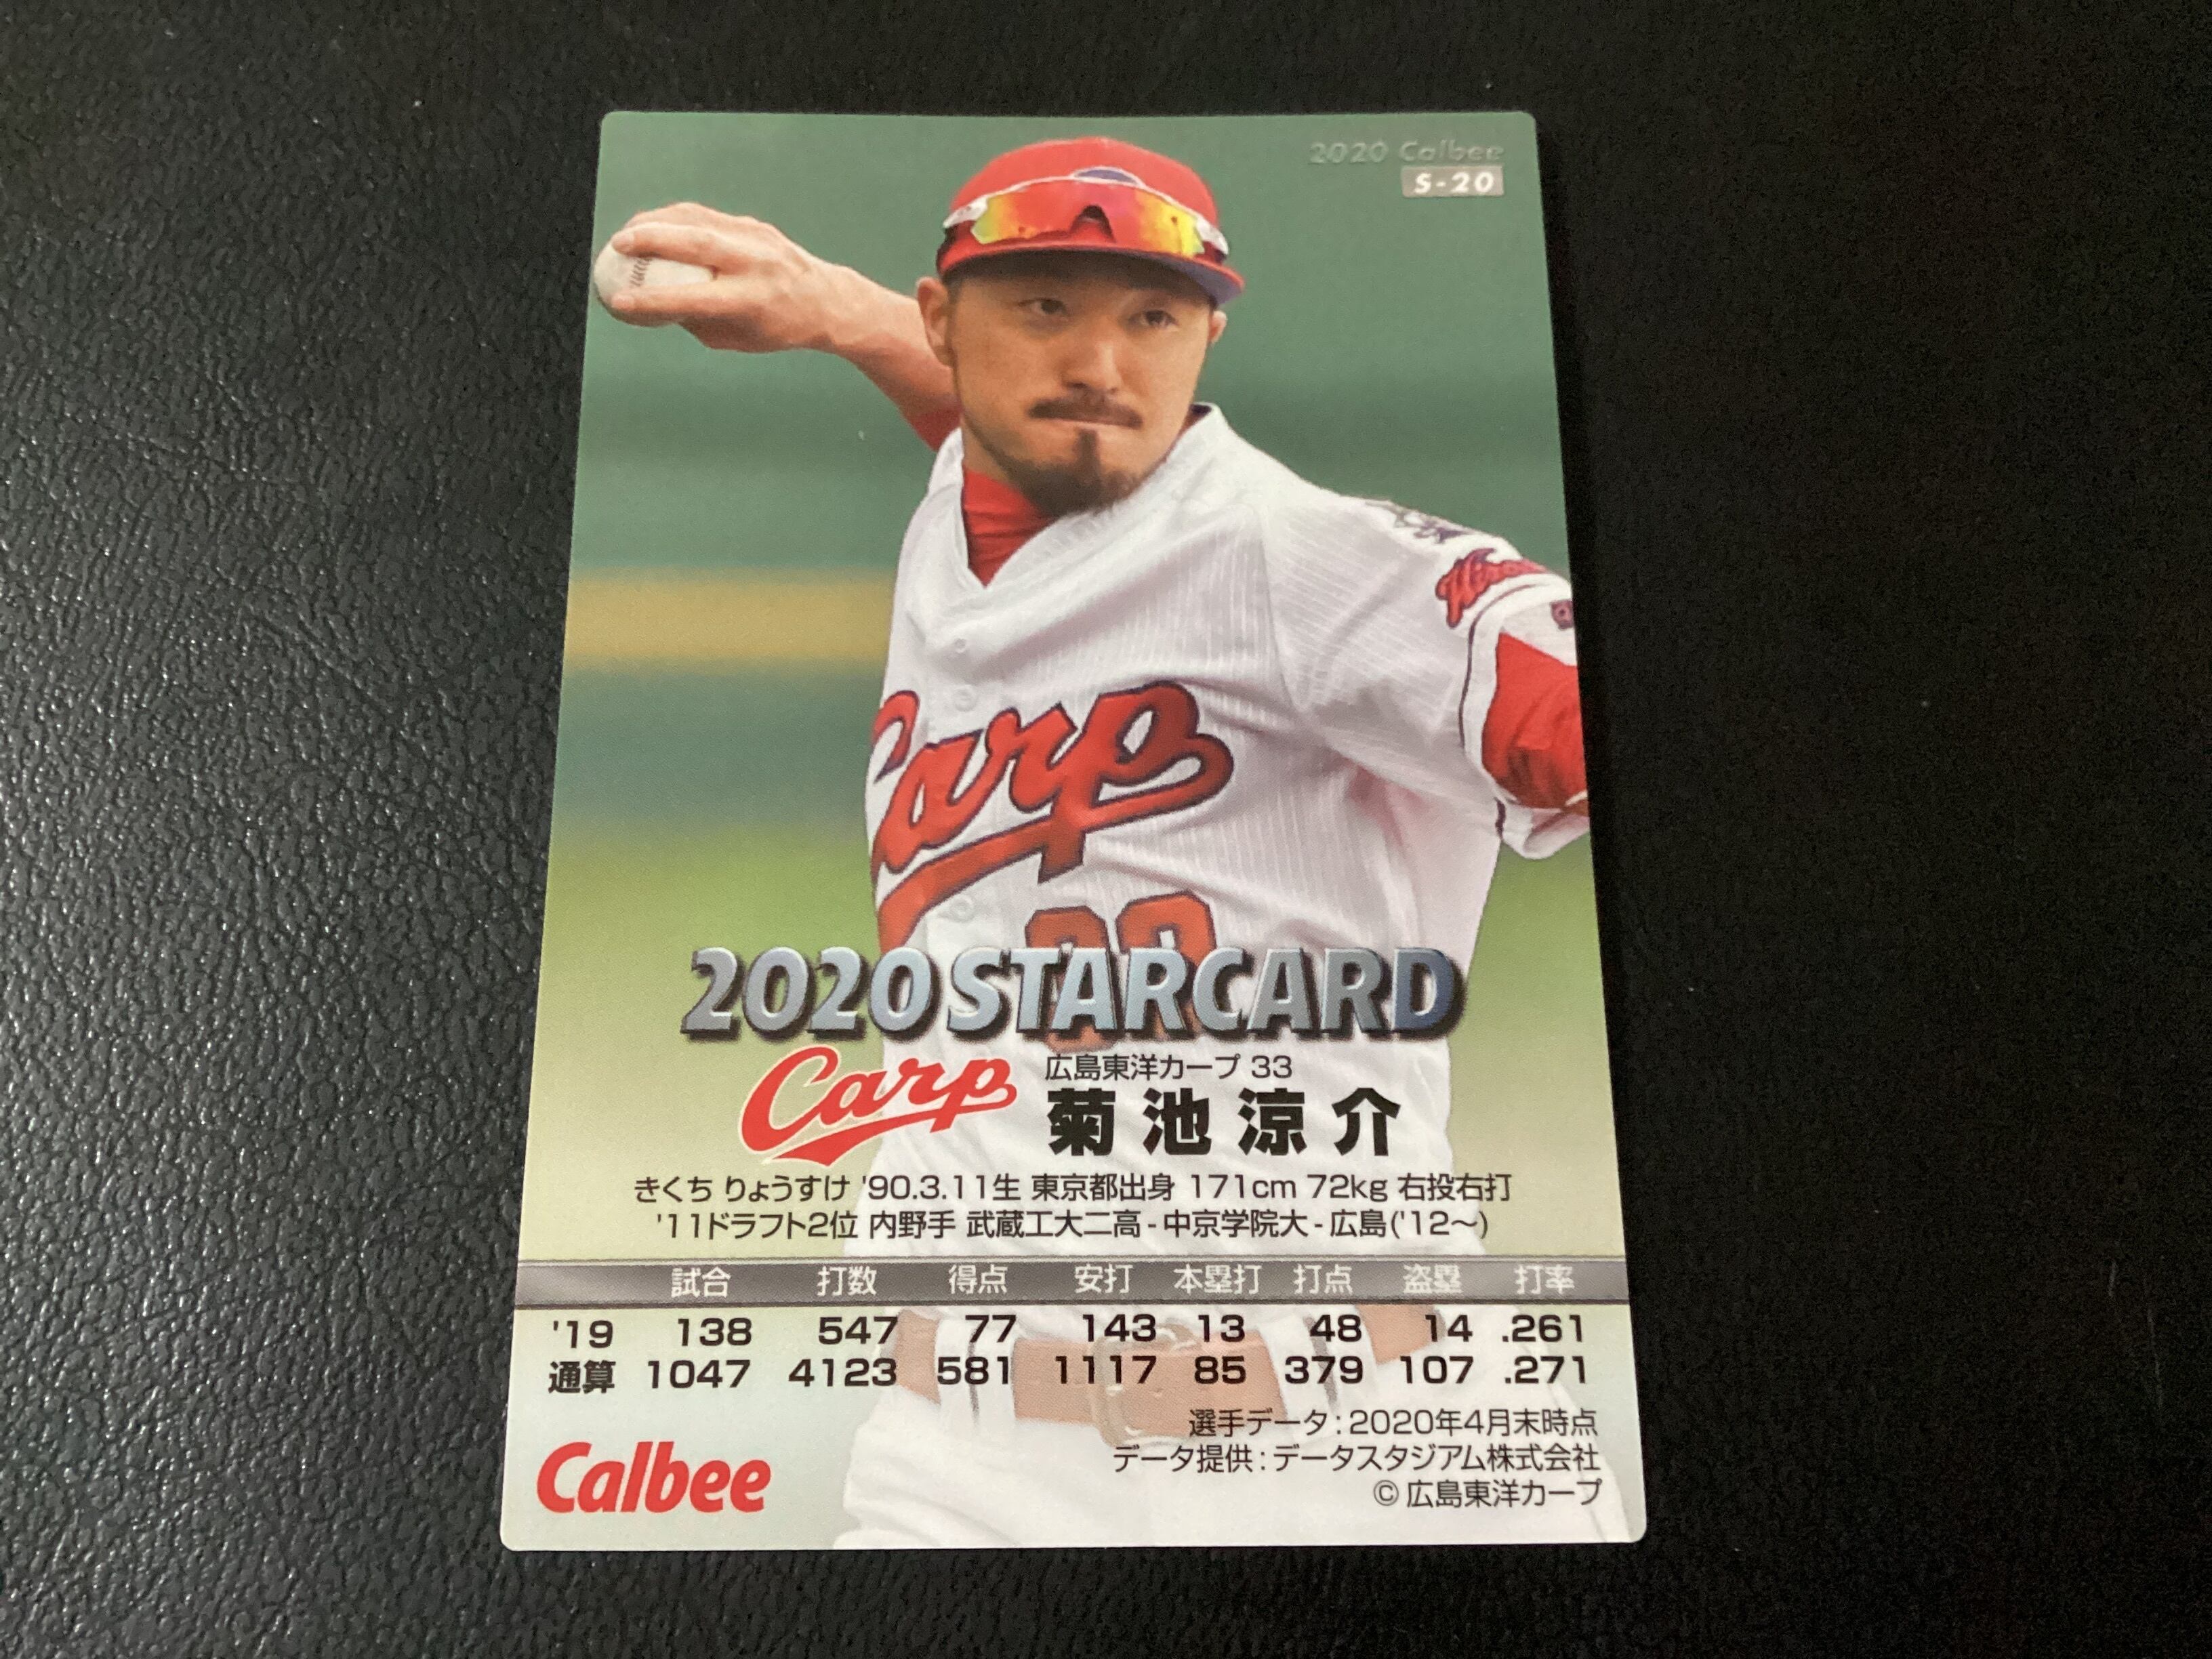 2020 Calbee
S-20
Carp
33
2020 STARCARD
Carp
広島東洋カープ 33
菊池涼介
きくち りょうすけ '90.3.11生 東京都出身 171cm 72kg 右投右打
'11ドラフト2位 内野手 武蔵工大二高-中京学院大-広島('12〜)
試合 打数 得点 安打 本塁打 打点 盗塁 打率
'19 138 547 77 143 13 48 14 .261
通算 1047 4123 581 1117 85 379 107 .271
選手データ:2020年4月末時点
データ提供:データスタジアム株式会社
© 広島東洋カープ
Calbee